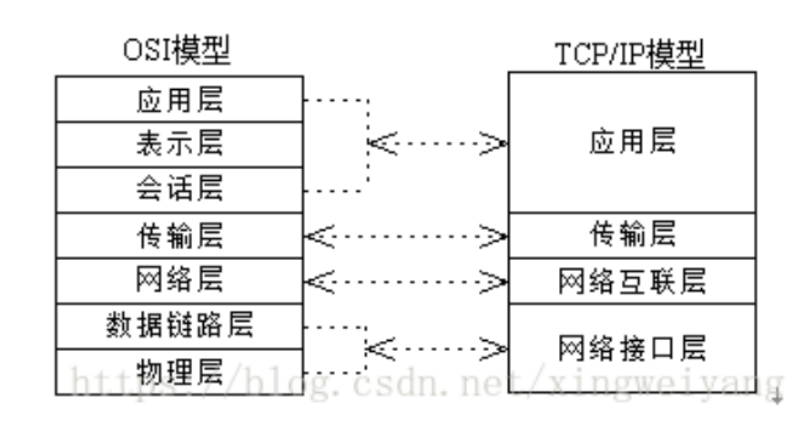 OSI模型
应用层
表示层
会话层
传输层
网络层
数据链路层
物理层
TCP/IP模型
应用层
传输层
网络互联层
网络接口层
https://blog.csdn.net/xingweiyang